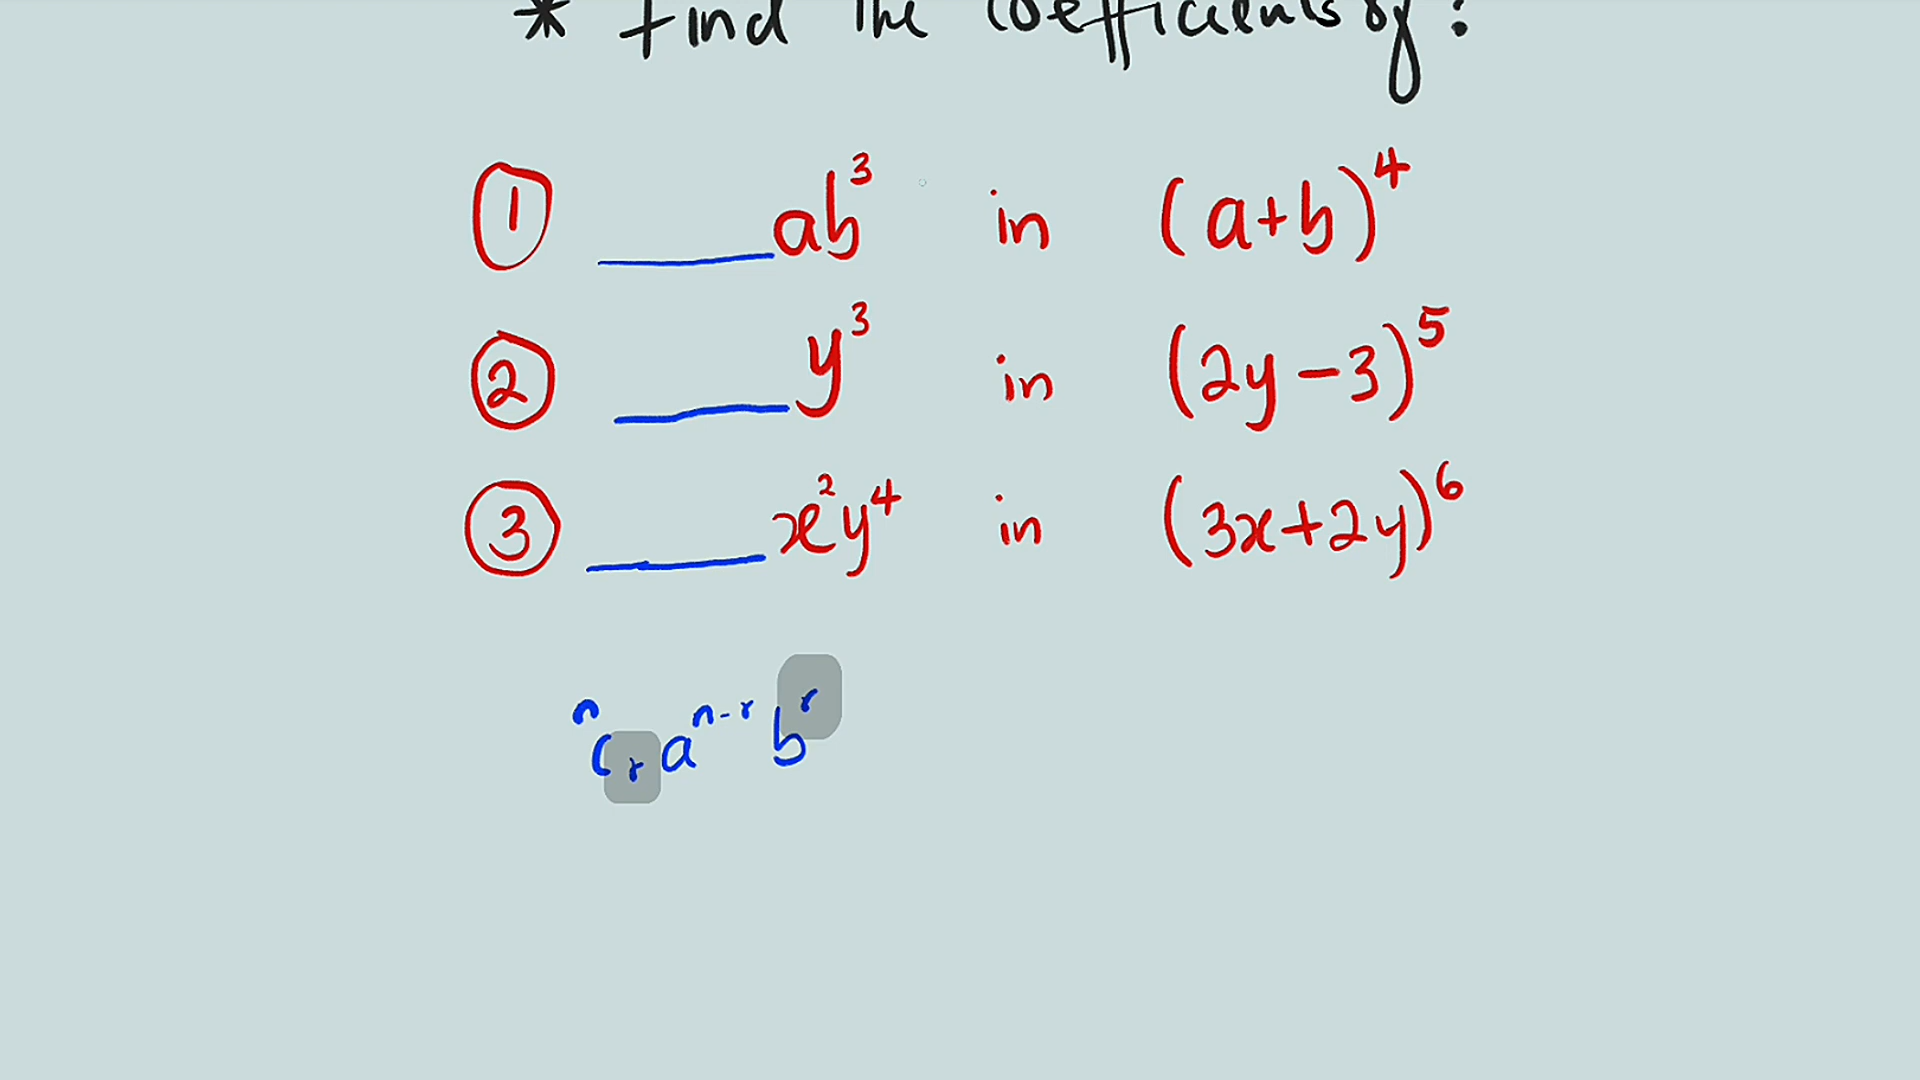 * Find the coefficients of:
① ____ab³ in (a+b)⁴
② ____y³ in (2y-3)⁵
③ ____x²y⁴ in (3x+2y)⁶
ⁿCᵣ aⁿ⁻ʳ bʳ